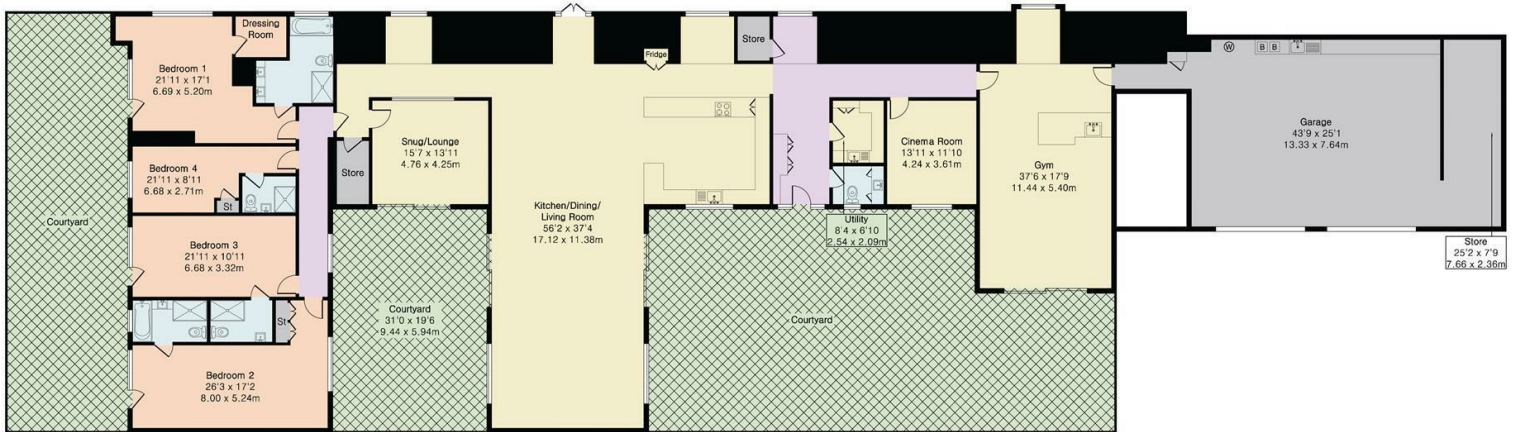 Dressing
Room
Bedroom 1
21'11 x 17'1
6.69 x 5.20m
Bedroom 4
21'11 x 8'11
6.68 x 2.71m
St
Bedroom 3
21'11 x 10'11
6.68 x 3.32m
St
Bedroom 2
26'3 x 17'2
8.00 x 5.24m
Courtyard
Store
Snug/Lounge
15'7 x 13'11
4.76 x 4.25m
Courtyard
31'0 x 19'6
9.44 x 5.94m
Kitchen/Dining/
Living Room
56'2 x 37'4
17.12 x 11.38m
Fridge
Store
Cinema Room
13'11 x 11'10
4.24 x 3.61m
Utility
8'4 x 6'10
2.54 x 2.09m
Courtyard
Gym
37'6 x 17'9
11.44 x 5.40m
W
B B
Garage
43'9 x 25'1
13.33 x 7.64m
Store
25'2 x 7'9
7.66 x 2.36m